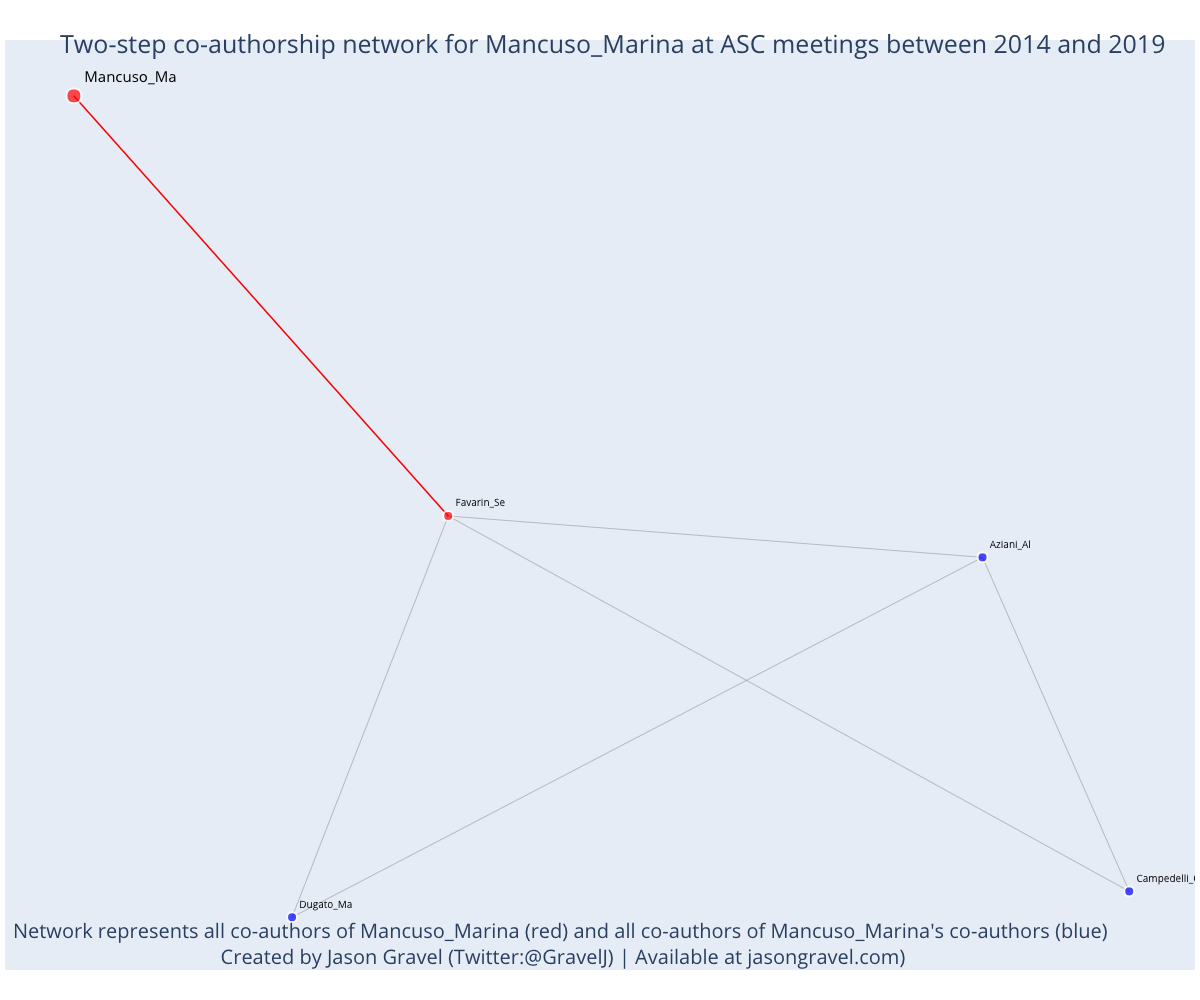 Two-step co-authorship network for Mancuso_Marina at ASC meetings between 2014 and 2019
Mancuso_Ma
Favarin_Se
Aziani_Al
Campedelli_
Dugato_Ma
Network represents all co-authors of Mancuso_Marina (red) and all co-authors of Mancuso_Marina's co-authors (blue)
Created by Jason Gravel (Twitter:@GravelJ) | Available at jasongravel.com)